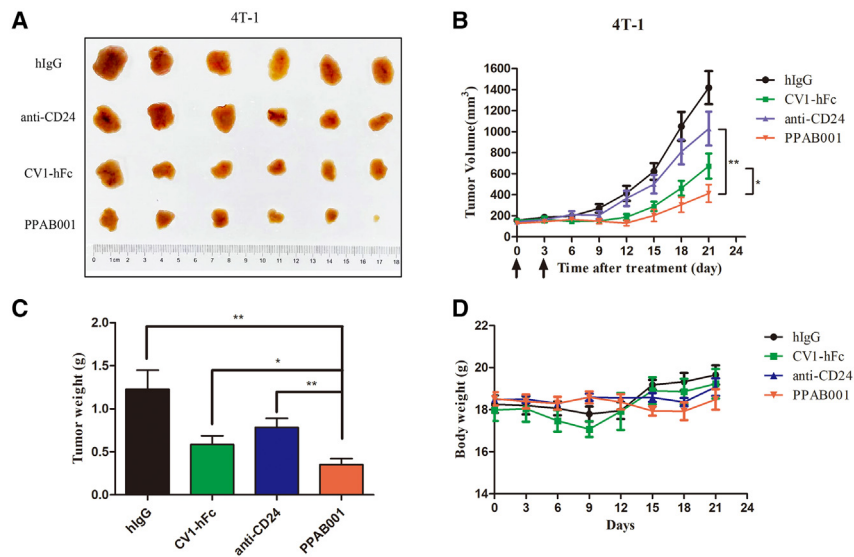 A
4T-1
hIgG
anti-CD24
CV1-hFc
PPAB001
0 1cm 2 3 4 5 6 7 8 9 10 11 12 13 14 15 16 17 18
B
4T-1
Tumor Volume(mm3)
1600
1400
1200
1000
800
600
400
200
0
0 3 6 9 12 15 18 21 24
Time after treatment (day)
hIgG
CV1-hFc
anti-CD24
PPAB001
**
*
C
Tumor weight (g)
2.0
1.5
1.0
0.5
0.0
**
*
**
hIgG
CV1-hFc
anti-CD24
PPAB001
D
Body weight (g)
22
20
18
16
14
0 3 6 9 12 15 18 21 24
Days
hIgG
CV1-hFc
anti-CD24
PPAB001